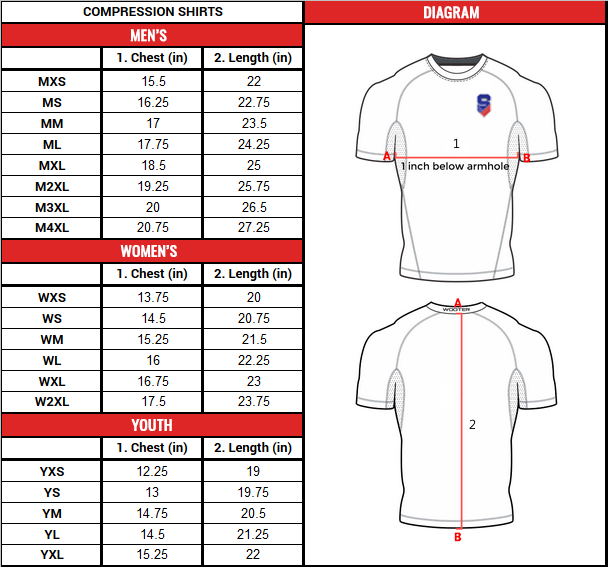 COMPRESSION SHIRTS
MEN'S
1. Chest (in) 2. Length (in)
MXS 15.5 22
MS 16.25 22.75
MM 17 23.5
ML 17.75 24.25
MXL 18.5 25
M2XL 19.25 25.75
M3XL 20 26.5
M4XL 20.75 27.25
WOMEN'S
1. Chest (in) 2. Length (in)
WXS 13.75 20
WS 14.5 20.75
WM 15.25 21.5
WL 16 22.25
WXL 16.75 23
W2XL 17.5 23.75
YOUTH
1. Chest (in) 2. Length (in)
YXS 12.25 19
YS 13 19.75
YM 14.75 20.5
YL 14.5 21.25
YXL 15.25 22
DIAGRAM
S
1
A B
1 inch below armhole
A
WOOTER
2
B